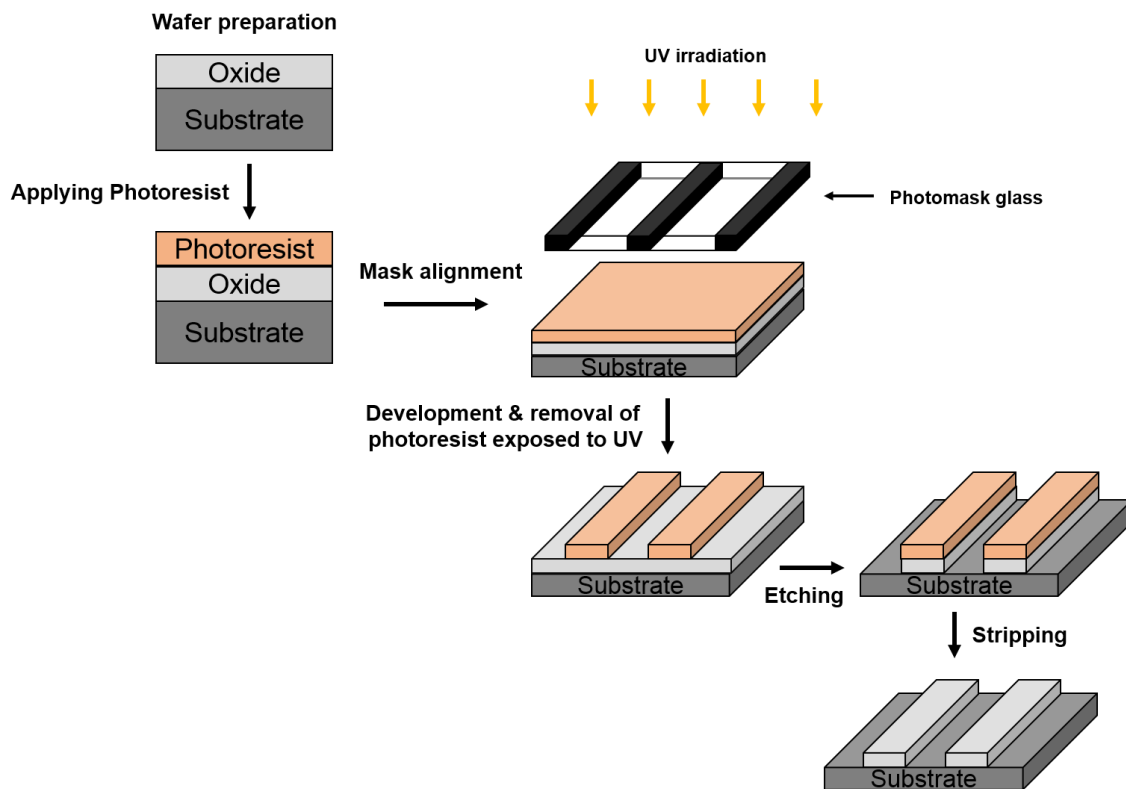 Wafer preparation
Oxide
Substrate
Applying Photoresist
Photoresist
Oxide
Substrate
Mask alignment
UV irradiation
Photomask glass
Substrate
Development & removal of
photoresist exposed to UV
Substrate
Etching
Substrate
Stripping
Substrate